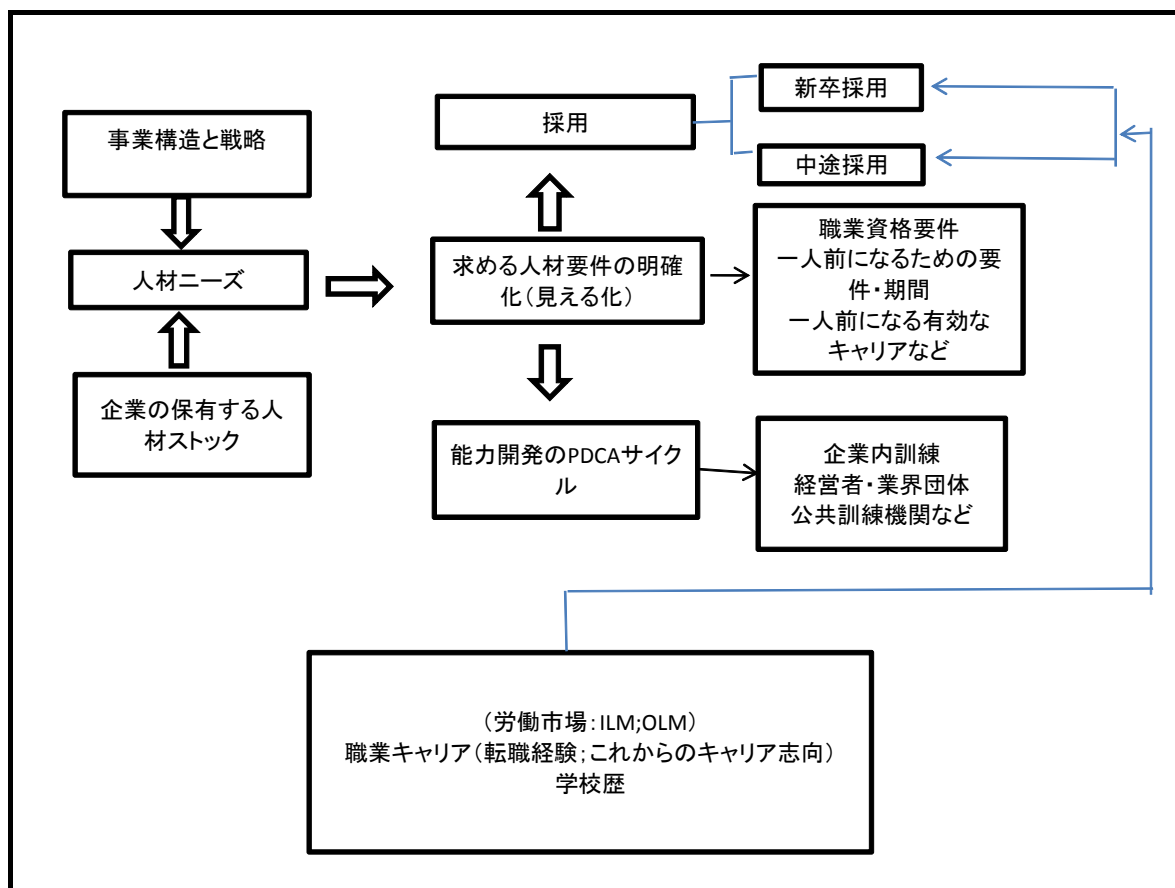 事業構造と戦略
人材ニーズ
企業の保有する人
材ストック
採用
求める人材要件の明確
化(見える化)
能力開発のPDCAサイク
ル
新卒採用
中途採用
職業資格要件
一人前になるための要
件・期間
一人前になる有効な
キャリアなど
企業内訓練
経営者・業界団体
公共訓練機関など
(労働市場:ILM;OLM)
職業キャリア(転職経験;これからのキャリア志向)
学校歴